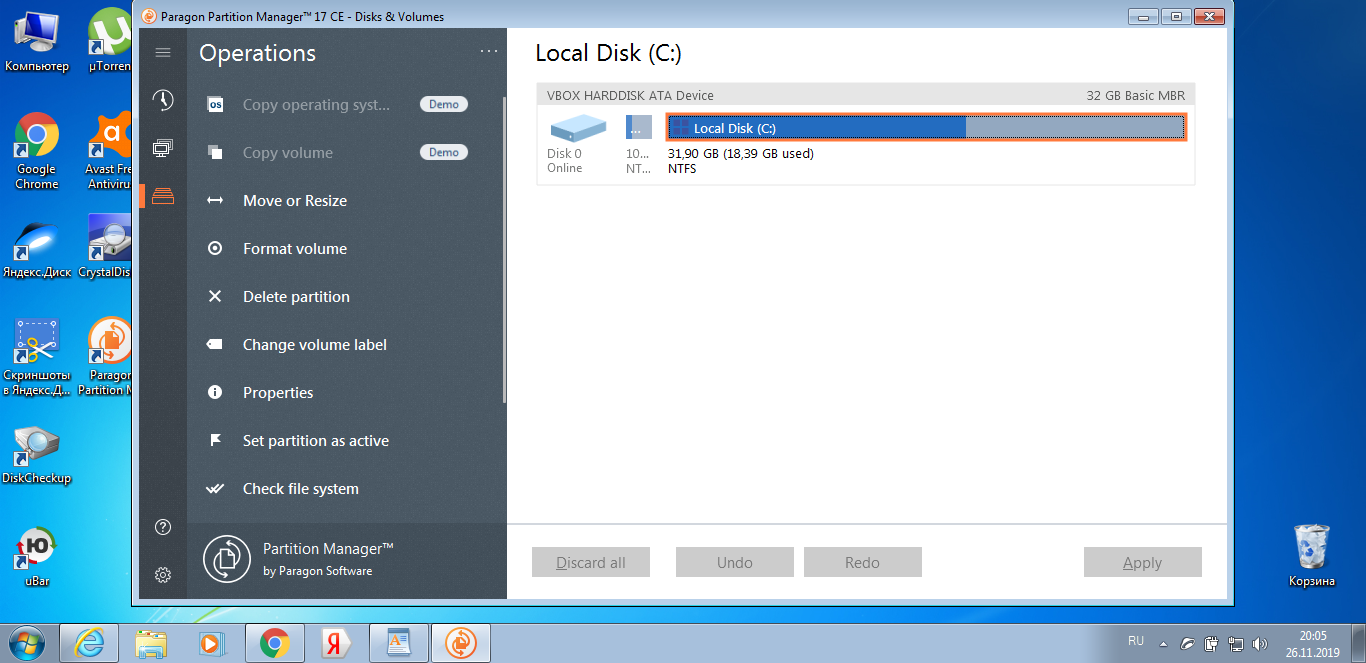 Paragon Partition Manager™ 17 CE - Disks & Volumes
Компьютер
µTorren
Google
Chrome
Avast Fre
Antiviru
Яндекс.Диск
CrystalDis
Скриншоты
в Яндекс.Д...
Paragon
Partition M
DiskCheckup
uBar
Operations
...
os
Copy operating syst...
Demo
Copy volume
Demo
Move or Resize
Format volume
Delete partition
Change volume label
Properties
Set partition as active
Check file system
Partition Manager™
by Paragon Software
Local Disk (C:)
VBOX HARDDISK ATA Device
32 GB Basic MBR
...
Local Disk (C:)
Disk 0
Online
10...
NT...
31,90 GB (18,39 GB used)
NTFS
Discard all
Undo
Redo
Apply
Корзина
RU
20:05
26.11.2019